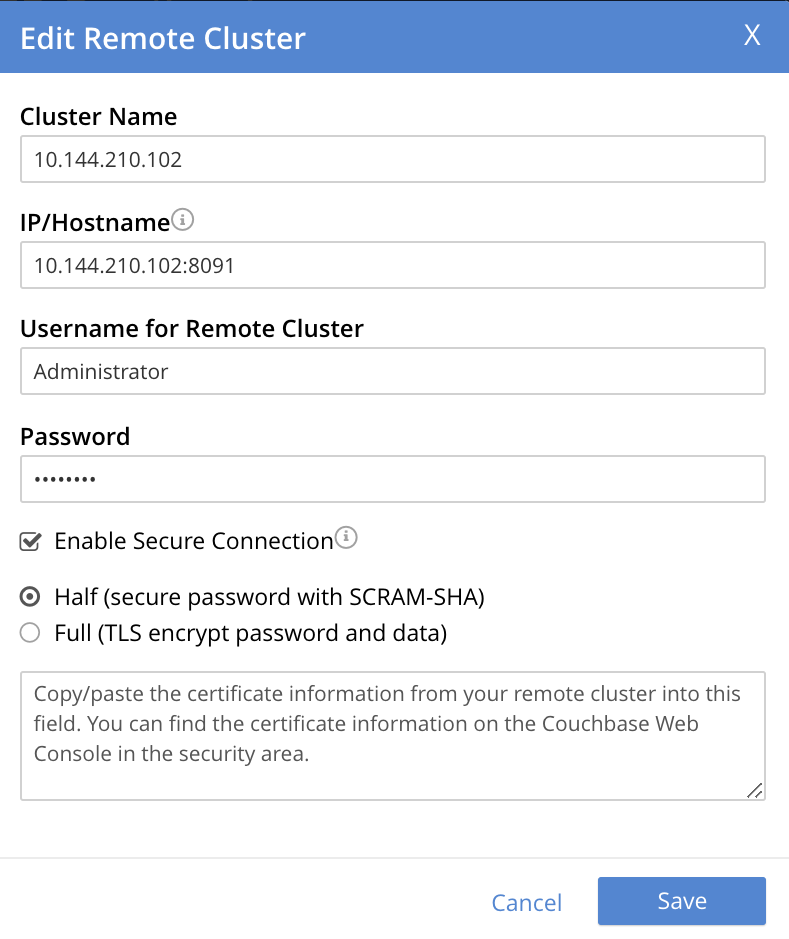 Edit Remote Cluster
X
Cluster Name
10.144.210.102
IP/Hostname
10.144.210.102:8091
Username for Remote Cluster
Administrator
Password
••••••••
Enable Secure Connection
Half (secure password with SCRAM-SHA)
Full (TLS encrypt password and data)
Copy/paste the certificate information from your remote cluster into this
field. You can find the certificate information on the Couchbase Web
Console in the security area.
Cancel
Save